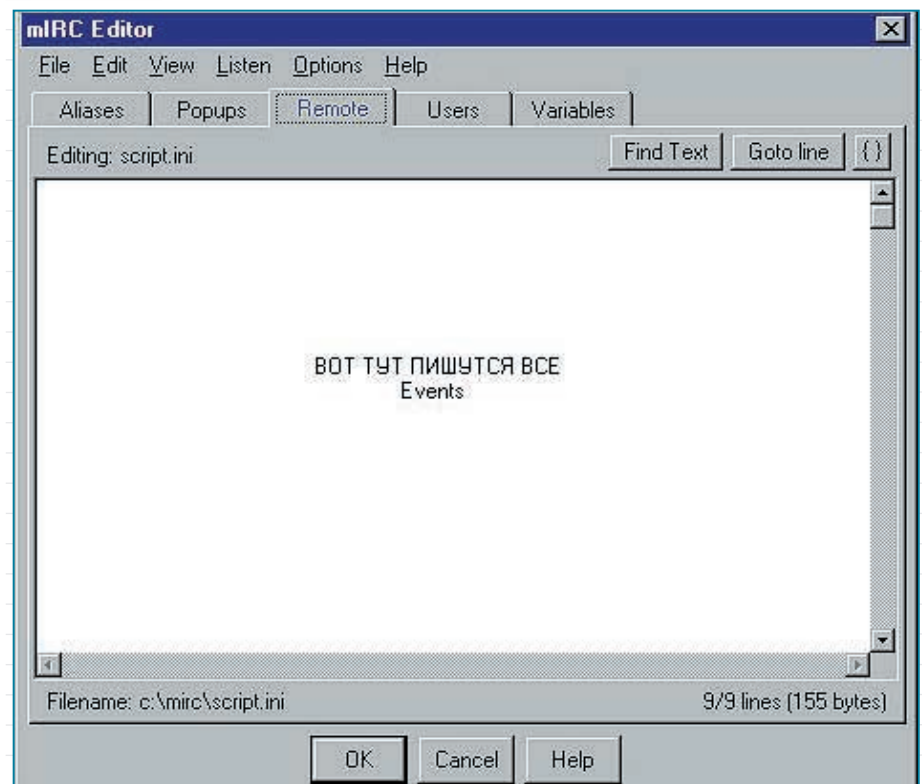 mIRC Editor
File Edit View Listen Options Help
Aliases Popups Remote Users Variables
Editing: script.ini Find Text Goto line { }
ВОТ ТУТ ПИШУТСЯ ВСЕ
Events
Filename: c:\mirc\script.ini 9/9 lines (155 bytes)
OK Cancel Help